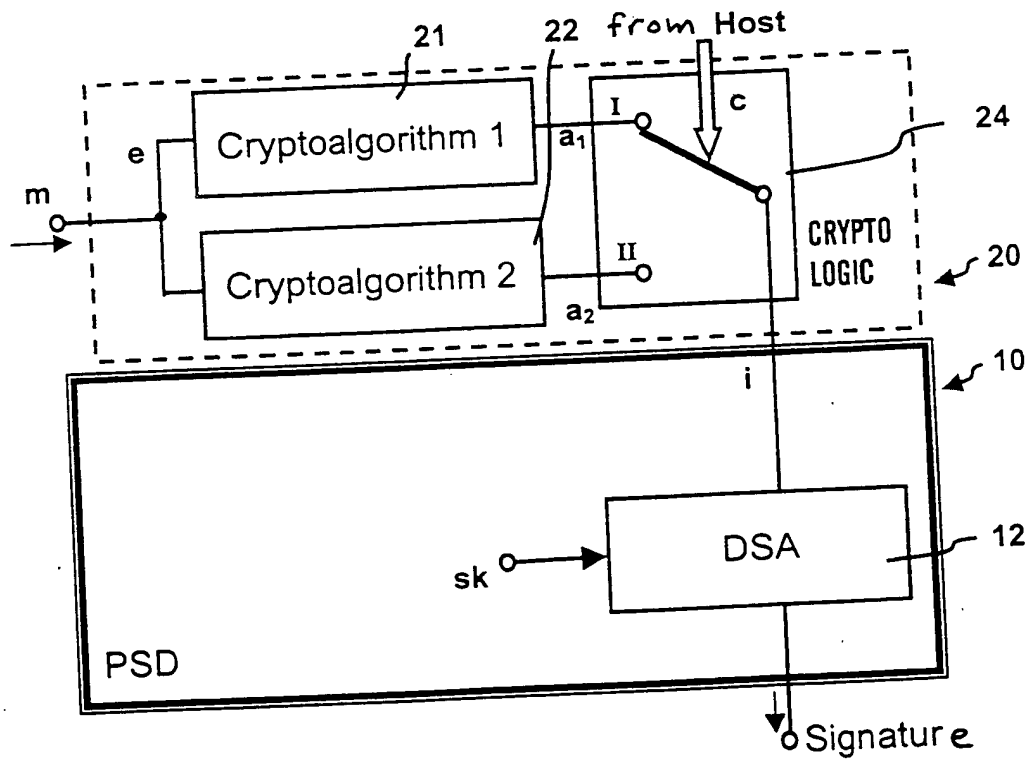 21
22
from Host
Cryptoalgorithm 1
e
a1
I
c
24
m
Cryptoalgorithm 2
a2
II
CRYPTO
LOGIC
20
i
10
DSA
12
sk
PSD
Signature